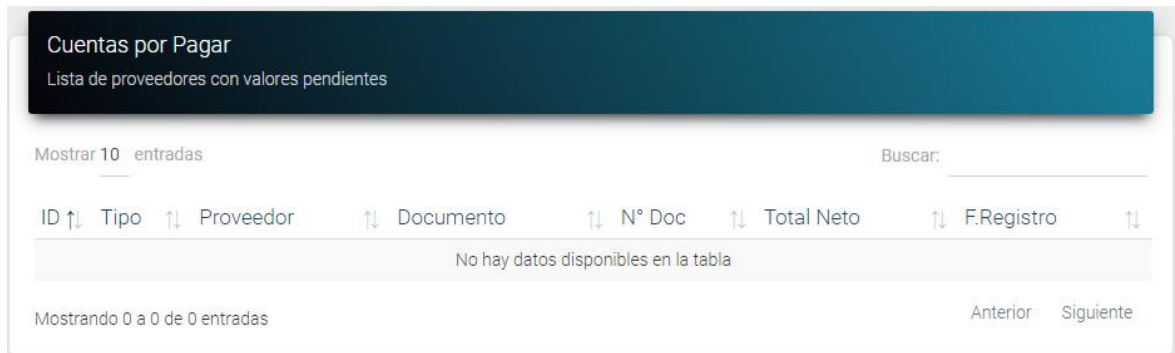 Cuentas por Pagar
Lista de proveedores con valores pendientes
Mostrar 10 entradas Buscar:
ID Tipo Proveedor Documento N° Doc Total Neto F.Registro
No hay datos disponibles en la tabla
Mostrando 0 a 0 de 0 entradas Anterior Siguiente